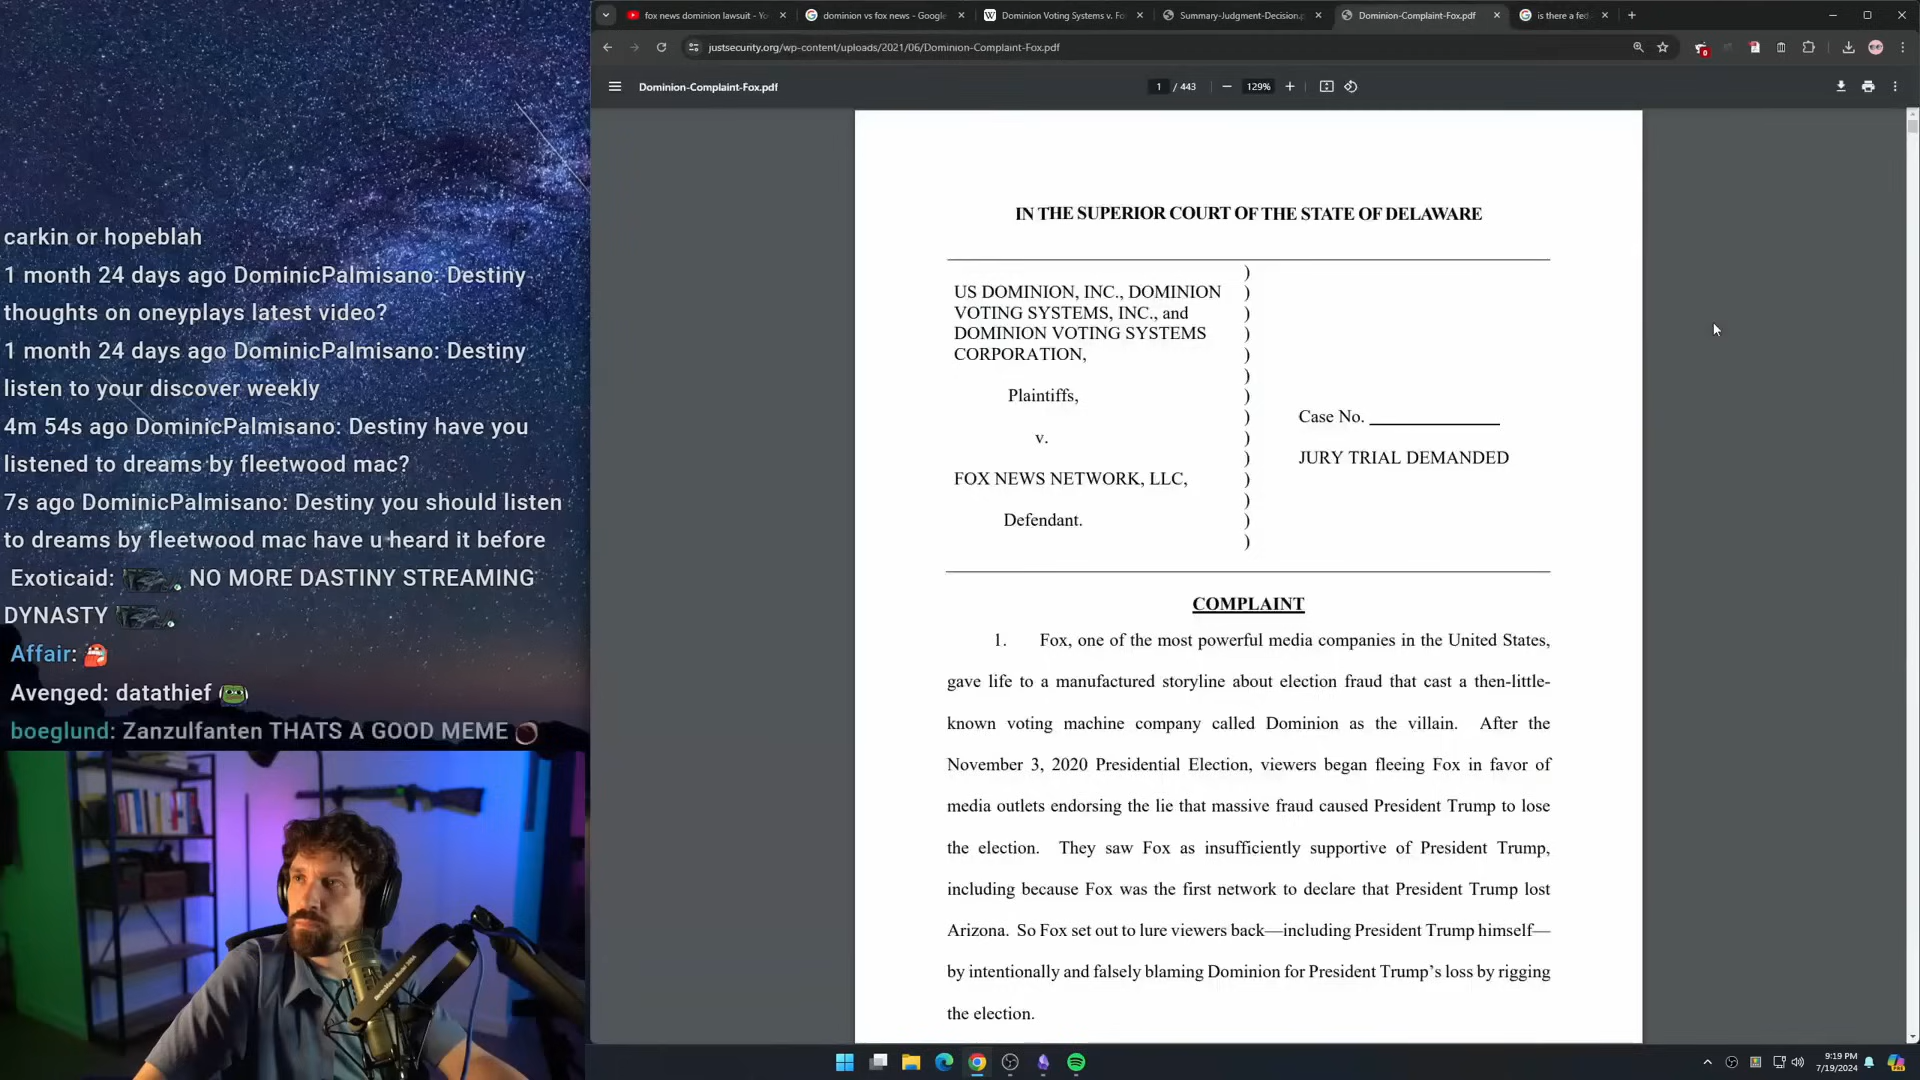 fox news dominion lawsuit - Yo
dominion vs fox news - Google
Dominion Voting Systems v. Fo
Summary-Judgment-Decision.p
Dominion-Complaint-Fox.pdf
is there a fed
justsecurity.org/wp-content/uploads/2021/06/Dominion-Complaint-Fox.pdf
Dominion-Complaint-Fox.pdf
1 / 443
129%
carkin or hopeblah
1 month 24 days ago DominicPalmisano: Destiny
thoughts on oneyplays latest video?
1 month 24 days ago DominicPalmisano: Destiny
listen to your discover weekly
4m 54s ago DominicPalmisano: Destiny have you
listened to dreams by fleetwood mac?
7s ago DominicPalmisano: Destiny you should listen
to dreams by fleetwood mac have u heard it before
Exoticaid: NO MORE DASTINY STREAMING
DYNASTY
Affair:
Avenged: datathief
boeglund: Zanzulfanten THATS A GOOD MEME
IN THE SUPERIOR COURT OF THE STATE OF DELAWARE
US DOMINION, INC., DOMINION
VOTING SYSTEMS, INC., and
DOMINION VOTING SYSTEMS
CORPORATION,
Plaintiffs,
v.
FOX NEWS NETWORK, LLC,
Defendant.
Case No.
JURY TRIAL DEMANDED
COMPLAINT
1. Fox, one of the most powerful media companies in the United States,
gave life to a manufactured storyline about election fraud that cast a then-little-
known voting machine company called Dominion as the villain. After the
November 3, 2020 Presidential Election, viewers began fleeing Fox in favor of
media outlets endorsing the lie that massive fraud caused President Trump to lose
the election. They saw Fox as insufficiently supportive of President Trump,
including because Fox was the first network to declare that President Trump lost
Arizona. So Fox set out to lure viewers back—including President Trump himself—
by intentionally and falsely blaming Dominion for President Trump's loss by rigging
the election.
9:19 PM
7/19/2024